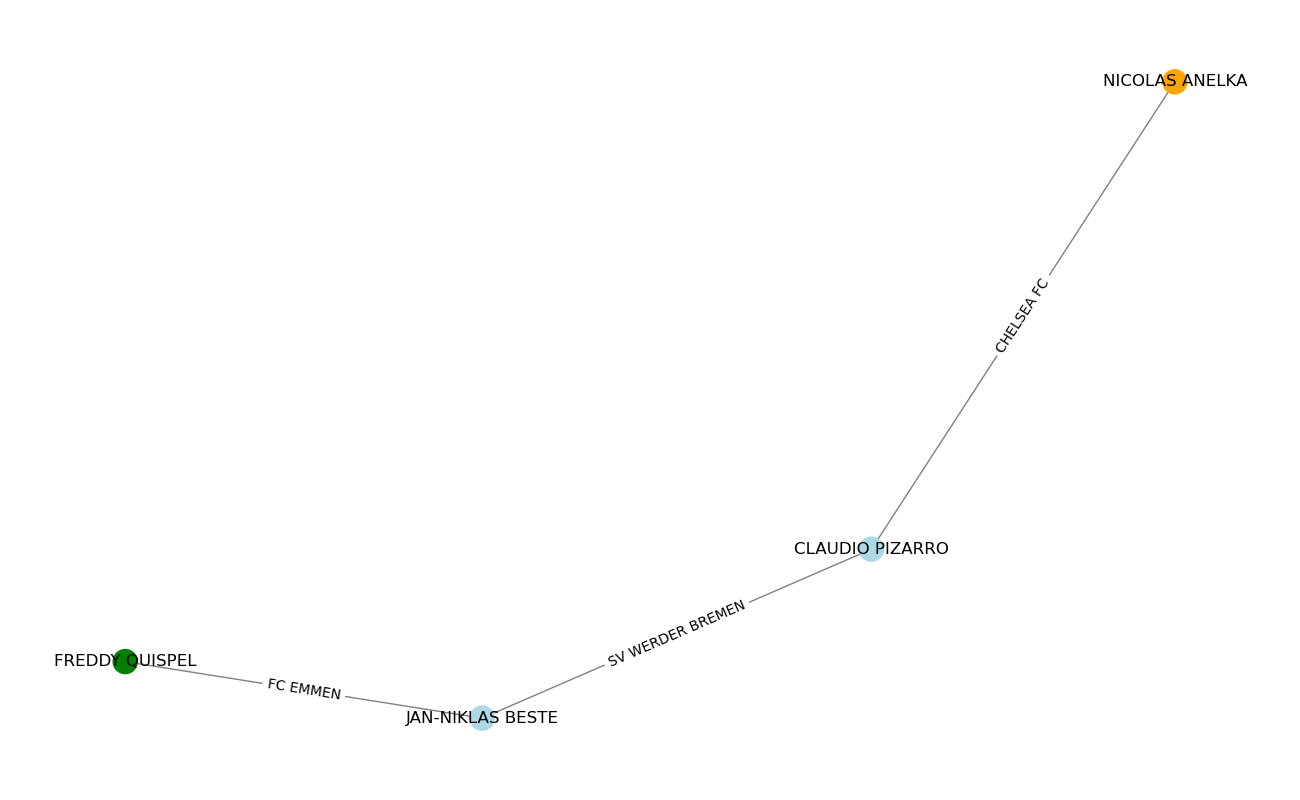 NICOLAS ANELKA
CHELSEA FC
CLAUDIO PIZARRO
SV WERDER BREMEN
FREDDY QUISPEL
FC EMMEN
JAN-NIKLAS BESTE